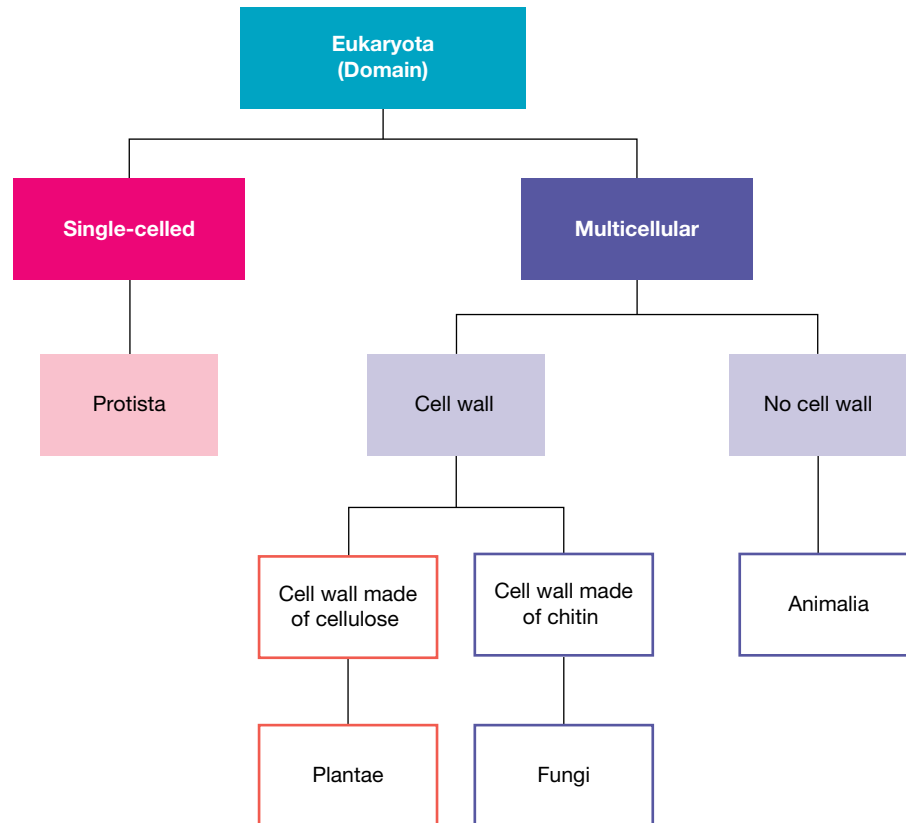 Eukaryota
(Domain)
Single-celled
Multicellular
Protista
Cell wall
No cell wall
Cell wall made
of cellulose
Cell wall made
of chitin
Animalia
Plantae
Fungi